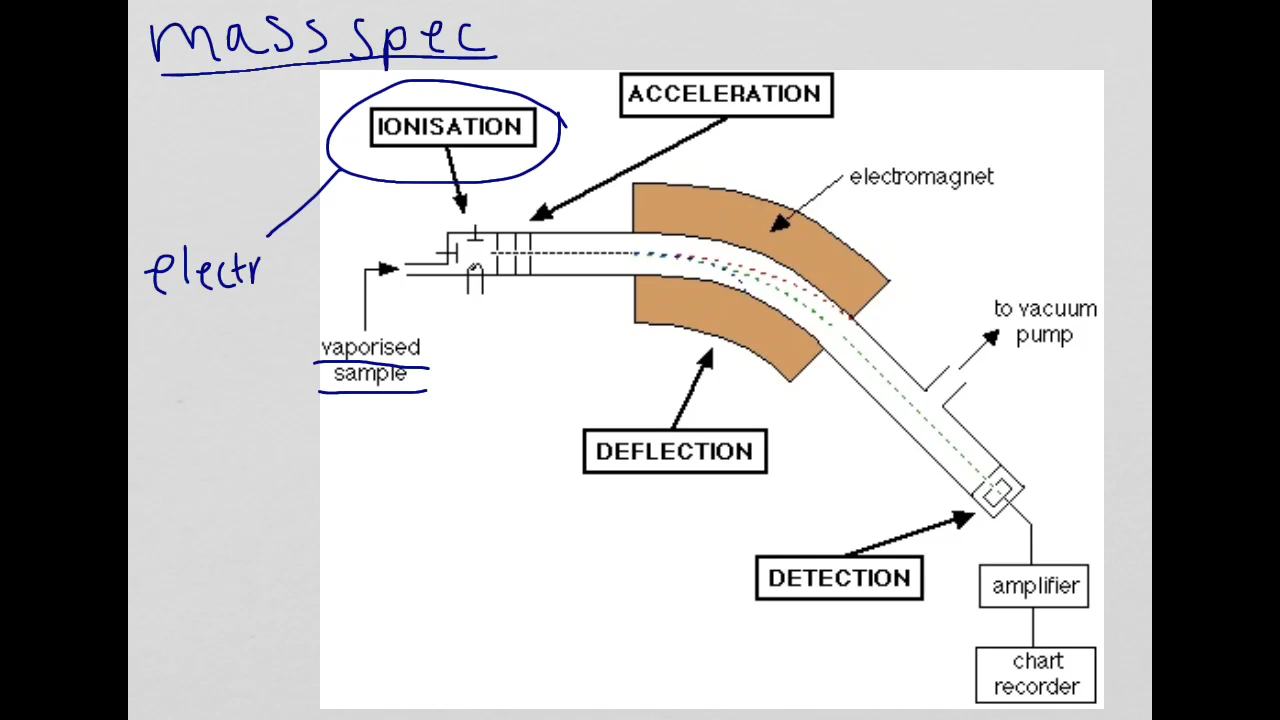 mass spec
IONISATION
ACCELERATION
electromagnet
electr
vaporised
sample
to vacuum
pump
DEFLECTION
DETECTION
amplifier
chart
recorder